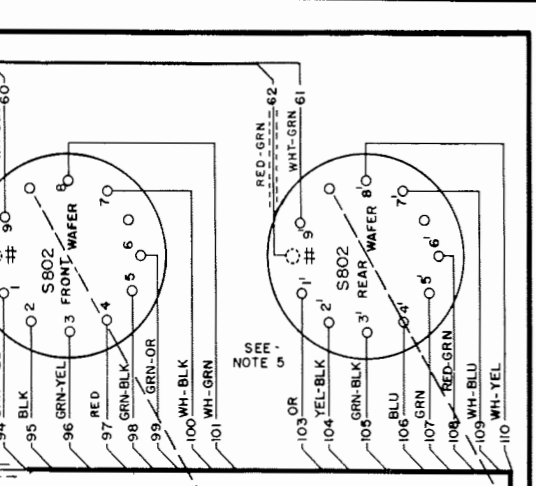 60
62
61
RED-GRN
WHT-GRN
9
8
7
6
5
4
3
2
1
#
S802
FRONT WAFER
9'
8'
7'
6'
5'
4'
3'
2'
1'
#
S802
REAR WAFER
SEE-
NOTE 5
94
95 BLK
96 GRN-YEL
97 RED
98 GRN-BLK
99 GRN-OR
100 WH-BLK
101 WH-GRN
103 OR
104 YEL-BLK
105 GRN-BLK
106 BLU
107 GRN
108 RED-GRN
109 WH-BLU
110 WH-YEL